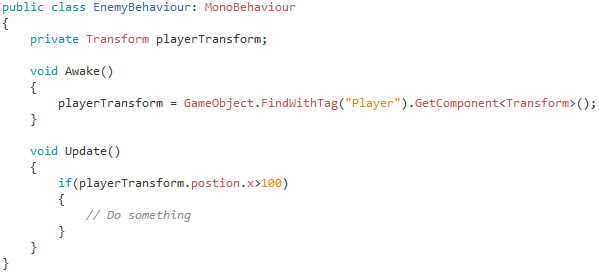 public class EnemyBehaviour: MonoBehaviour
{
    private Transform playerTransform;

    void Awake()
    {
        playerTransform = GameObject.FindWithTag("Player").GetComponent<Transform>();
    }

    void Update()
    {
        if(playerTransform.postion.x>100)
        {
            // Do something
        }
    }
}